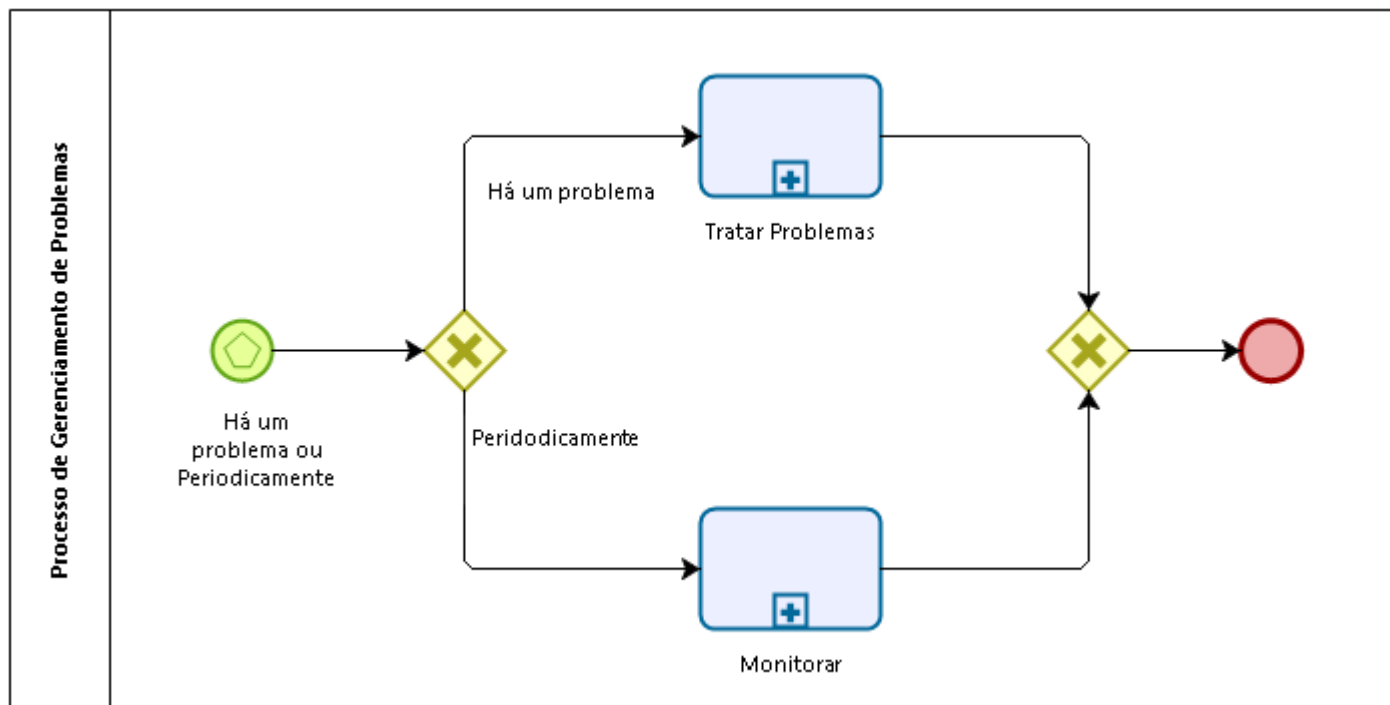 Processo de Gerenciamento de Problemas
Há um problema
Tratar Problemas
Há um
problema ou
Periodicamente
Peridodicamente
Monitorar